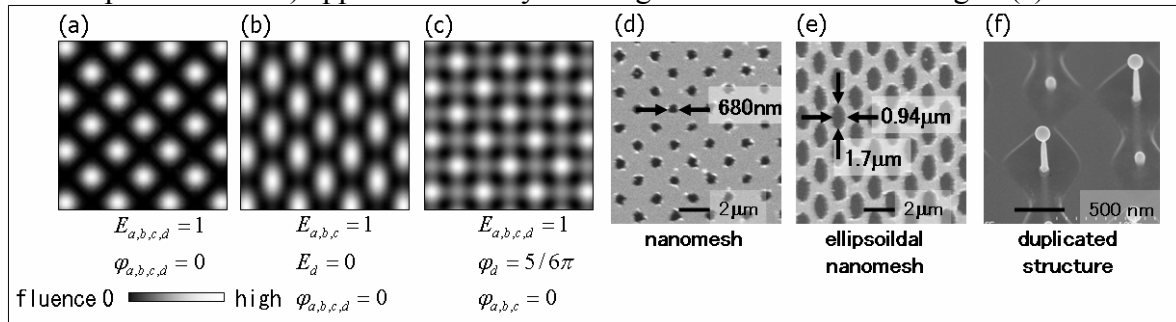 (a) (b) (c) (d) (e) (f)
680nm
0.94μm
1.7μm
2μm 2μm 500 nm
E_{a,b,c,d} = 1 E_{a,b,c} = 1 E_{a,b,c,d} = 1 nanomesh ellipsoildal duplicated
nanomesh structure
φ_{a,b,c,d} = 0 E_d = 0 φ_d = 5/6π
fluence 0 high φ_{a,b,c,d} = 0 φ_{a,b,c} = 0